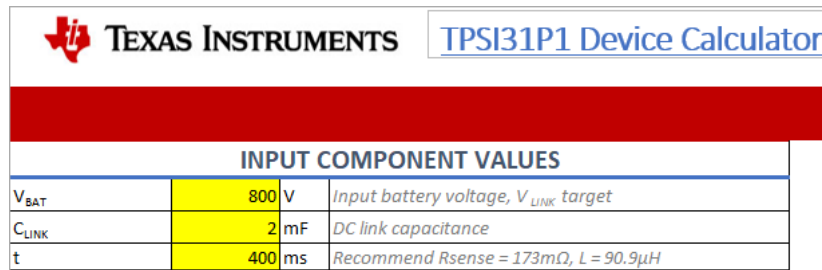 TEXAS INSTRUMENTS TPSI31P1 Device Calculator
INPUT COMPONENT VALUES
VBAT 800 V Input battery voltage, V LINK target
CLINK 2 mF DC link capacitance
t 400 ms Recommend Rsense = 173mΩ, L = 90.9µH